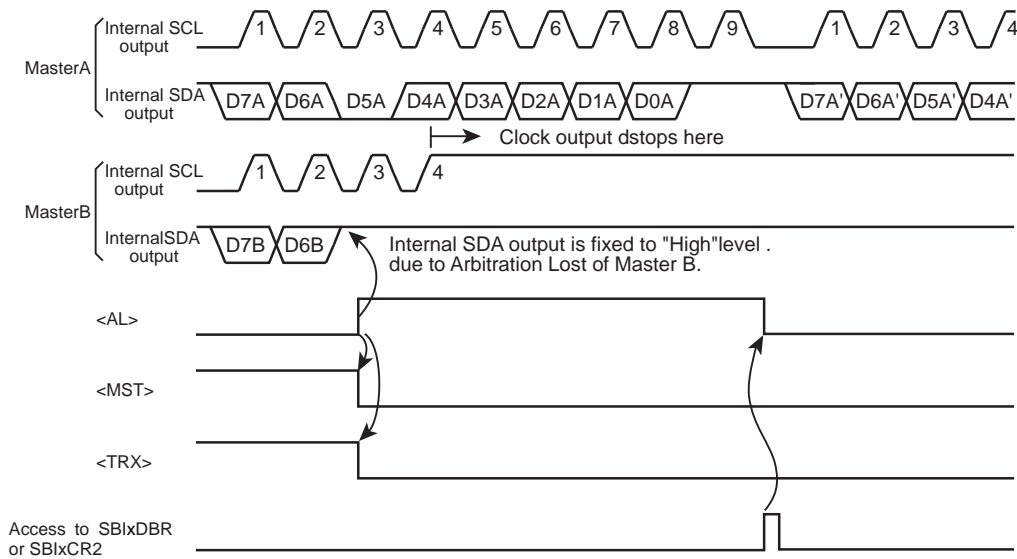 Internal SCL
output
1 2 3 4 5 6 7 8 9 1 2 3 4
MasterA
Internal SDA
output
D7A D6A D5A D4A D3A D2A D1A D0A D7A' D6A' D5A' D4A'
Clock output dstops here
Internal SCL
output
1 2 3 4
MasterB
InternalSDA
output
D7B D6B
Internal SDA output is fixed to "High"level .
due to Arbitration Lost of Master B.
<AL>
<MST>
<TRX>
Access to SBIxDBR
or SBIxCR2